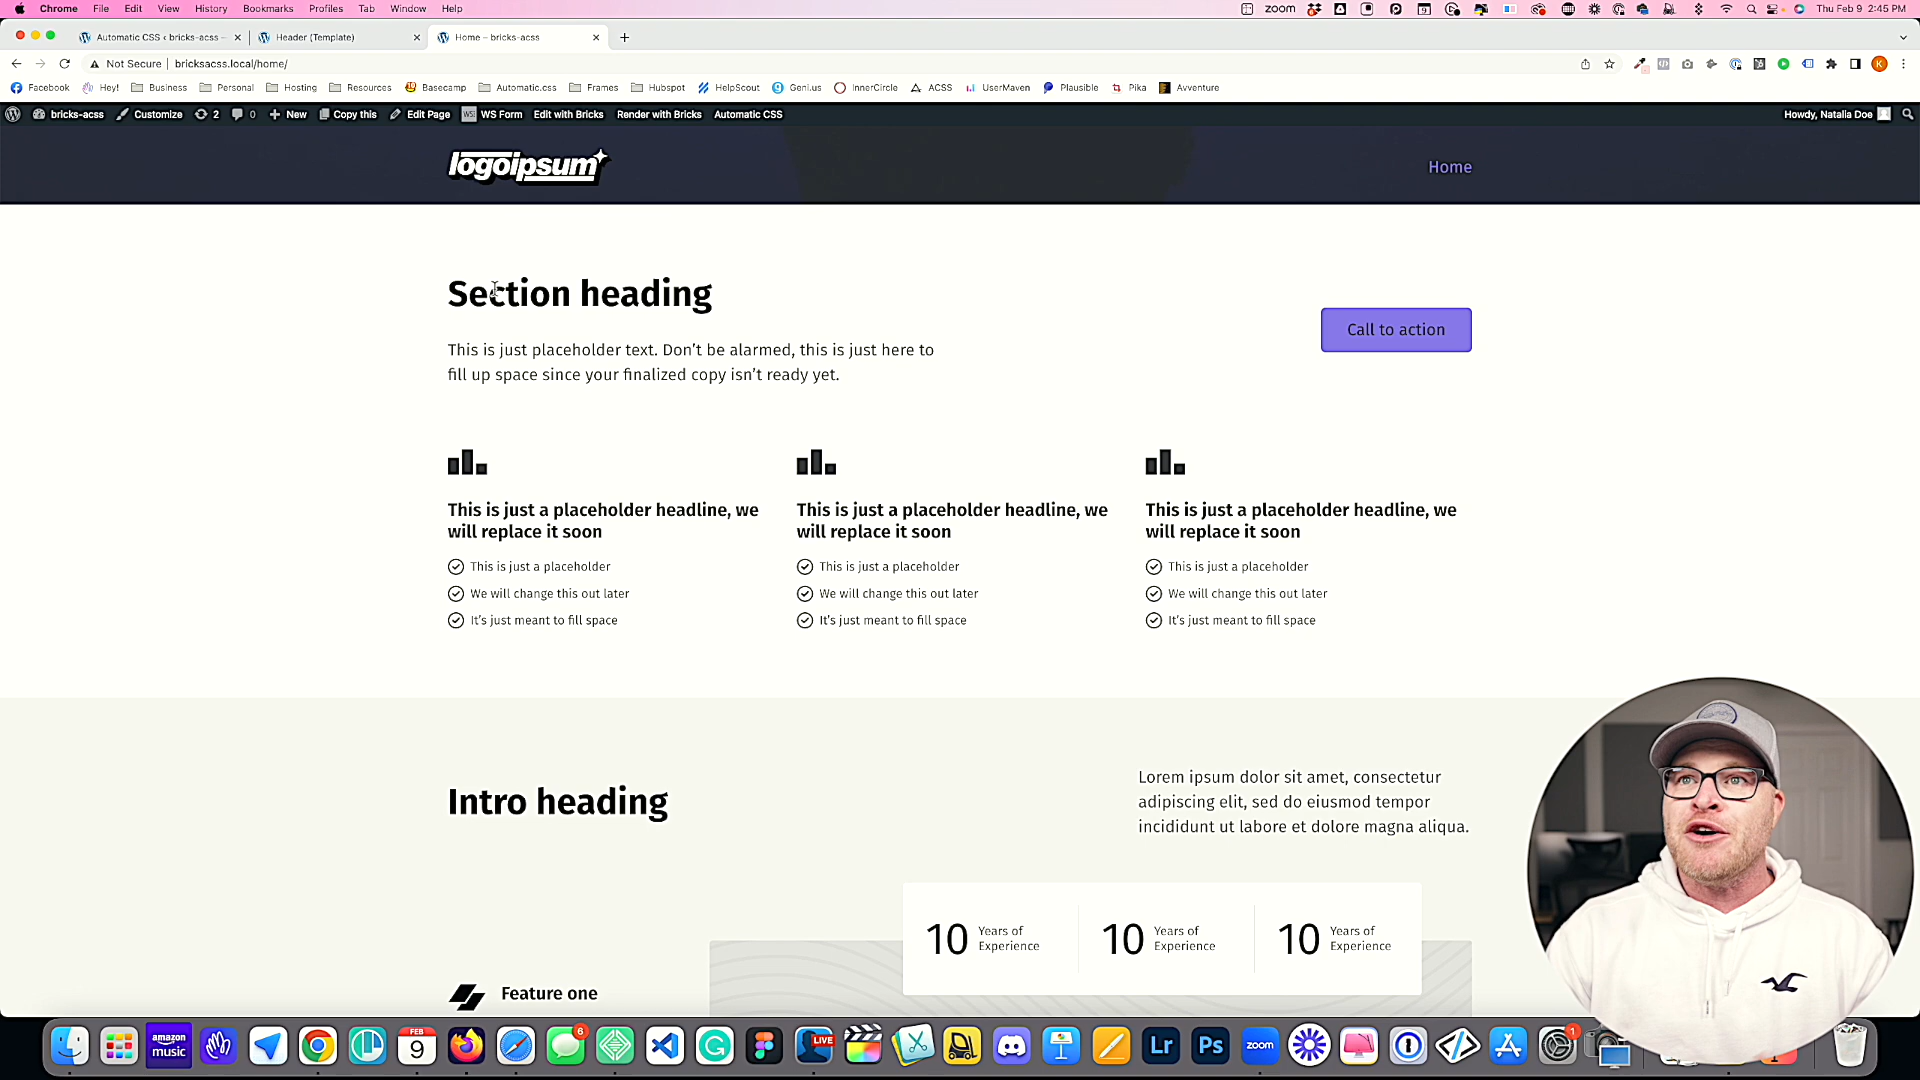 Chrome File Edit View History Bookmarks Profiles Tab Window Help zoom Thu Feb 9 2:45 PM
Automatic CSS ‹ bricks-acss – Header (Template) Home – bricks-acss
Not Secure bricksacss.local/home/
Facebook Hey! Business Personal Hosting Resources Basecamp Automatic.css Frames Hubspot HelpScout Geni.us InnerCircle ACSS UserMaven Plausible Pika Avventure
bricks-acss Customize 2 0 New Copy this Edit Page WS Form Edit with Bricks Render with Bricks Automatic CSS Howdy, Natalia Doe
logoipsum
Home
Section heading
This is just placeholder text. Don’t be alarmed, this is just here to
fill up space since your finalized copy isn’t ready yet.
Call to action
This is just a placeholder headline, we
will replace it soon
This is just a placeholder
We will change this out later
It’s just meant to fill space
This is just a placeholder headline, we
will replace it soon
This is just a placeholder
We will change this out later
It’s just meant to fill space
This is just a placeholder headline, we
will replace it soon
This is just a placeholder
We will change this out later
It’s just meant to fill space
Intro heading
Lorem ipsum dolor sit amet, consectetur
adipiscing elit, sed do eiusmod tempor
incididunt ut labore et dolore magna aliqua.
10 Years of
Experience
10 Years of
Experience
10 Years of
Experience
Feature one
amazon
music
FEB
9
6
LIVE
Lr
Ps
zoom
1